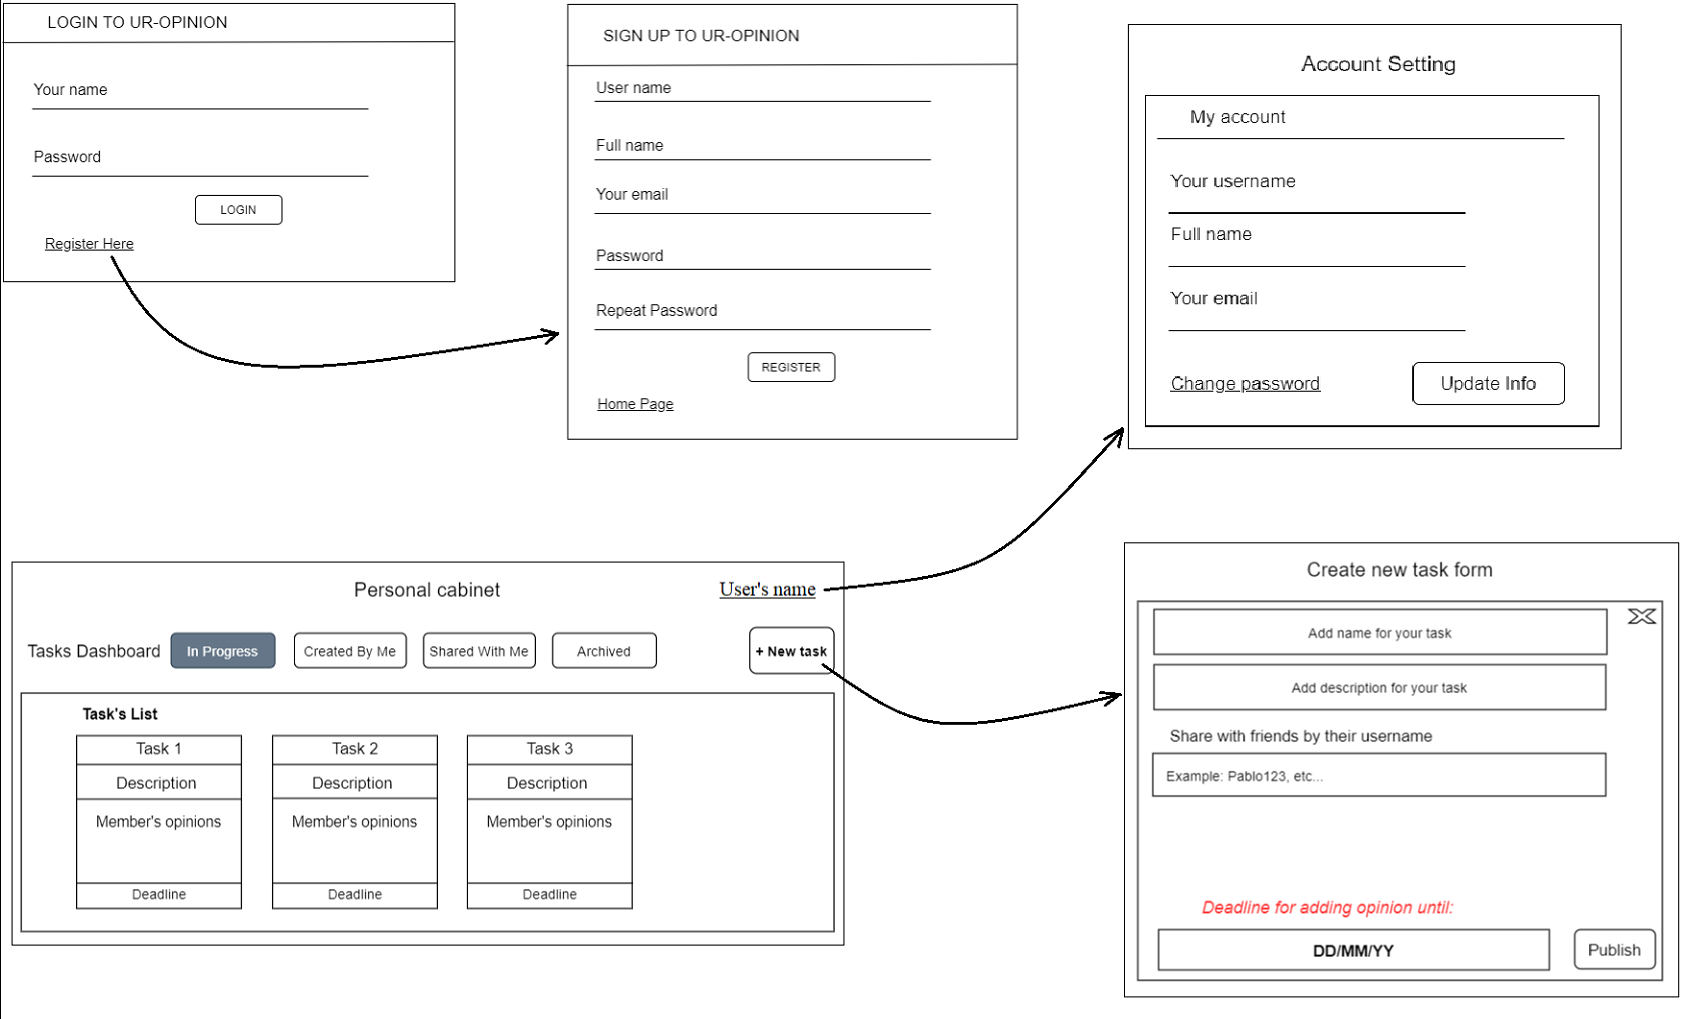 LOGIN TO UR-OPINION
Your name
Password
LOGIN
Register Here
SIGN UP TO UR-OPINION
User name
Full name
Your email
Password
Repeat Password
REGISTER
Home Page
Account Setting
My account
Your username
Full name
Your email
Change password
Update Info
Personal cabinet
User's name
Tasks Dashboard
In Progress
Created By Me
Shared With Me
Archived
+ New task
Task's List
Task 1
Description
Member's opinions
Deadline
Task 2
Description
Member's opinions
Deadline
Task 3
Description
Member's opinions
Deadline
Create new task form
Add name for your task
Add description for your task
Share with friends by their username
Example: Pablo123, etc...
Deadline for adding opinion until:
DD/MM/YY
Publish